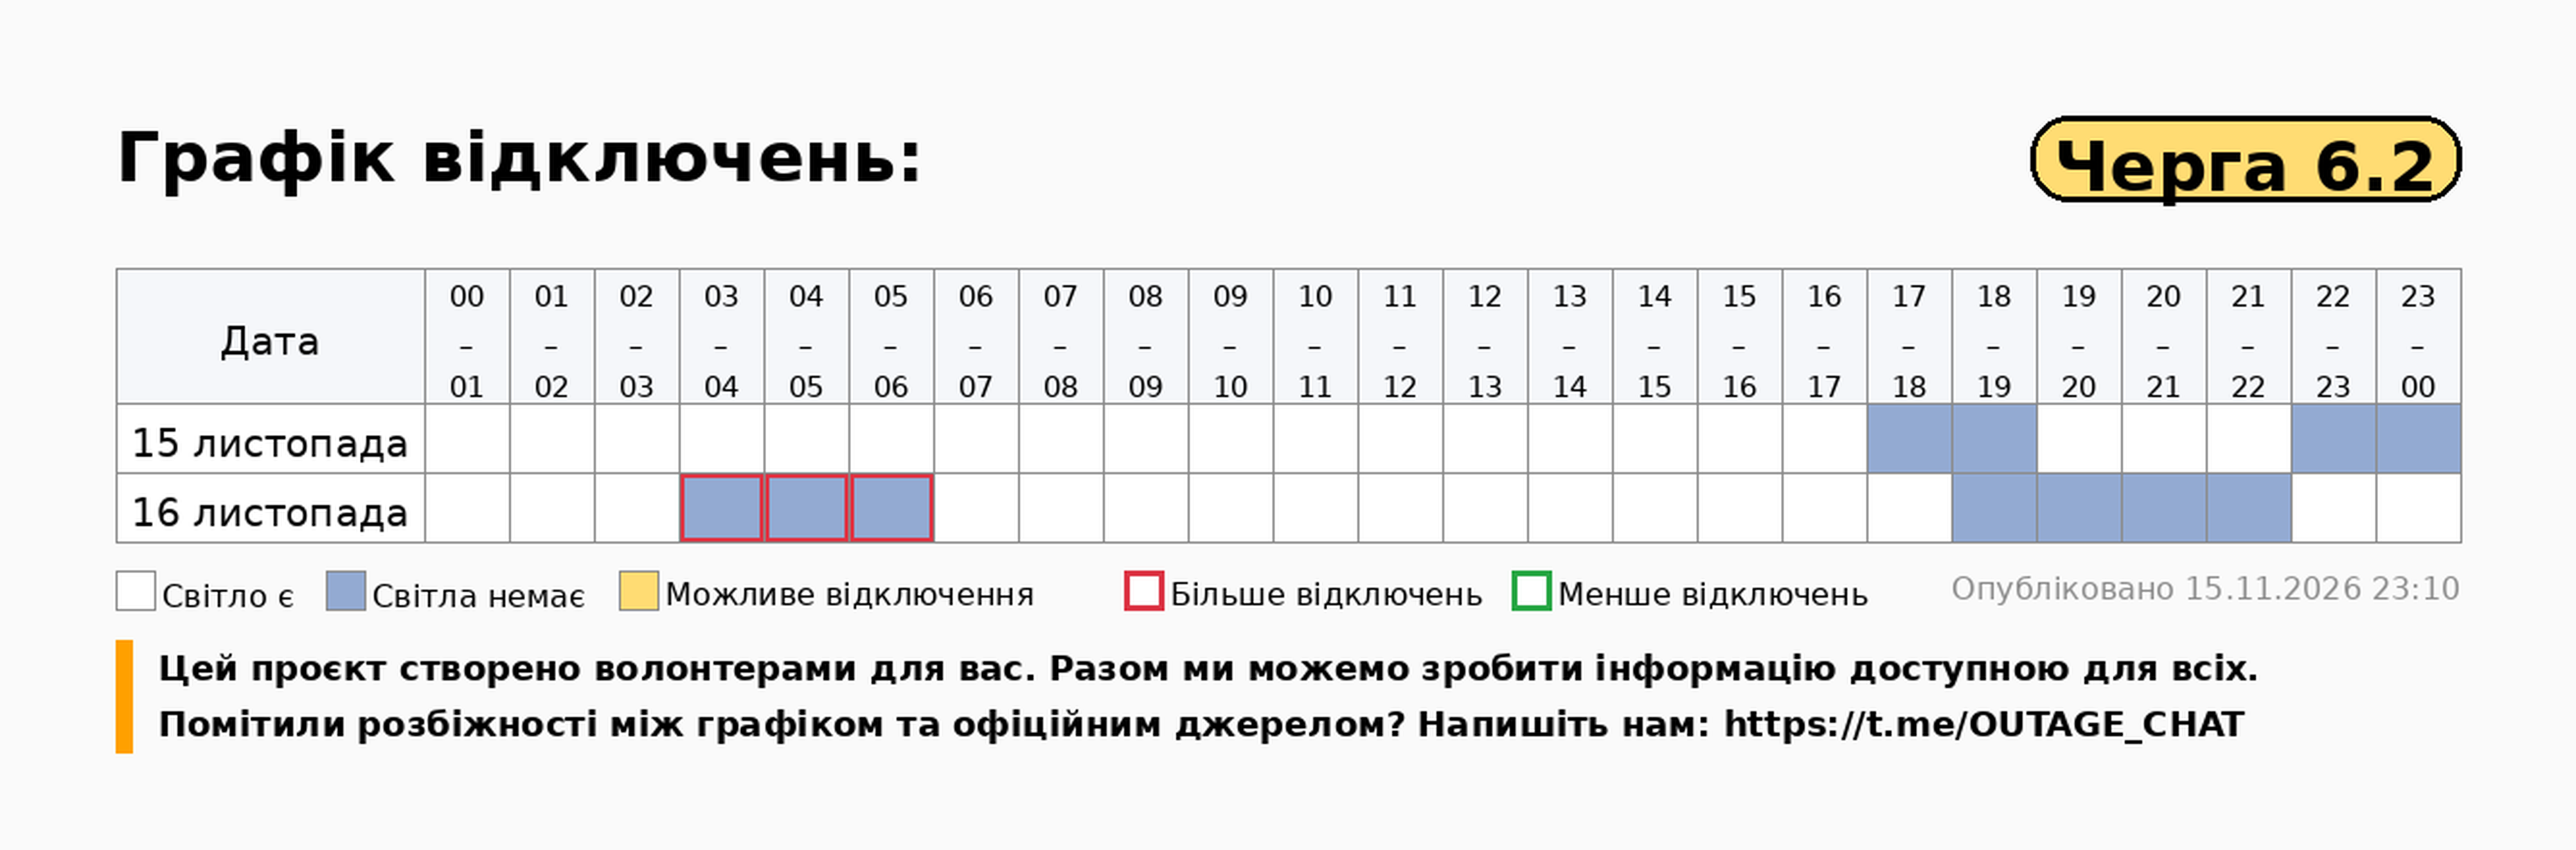 Графік відключень:
Черга 6.2
Дата
00 – 01
01 – 02
02 – 03
03 – 04
04 – 05
05 – 06
06 – 07
07 – 08
08 – 09
09 – 10
10 – 11
11 – 12
12 – 13
13 – 14
14 – 15
15 – 16
16 – 17
17 – 18
18 – 19
19 – 20
20 – 21
21 – 22
22 – 23
23 – 00
15 листопада
16 листопада
Світло є
Світла немає
Можливе відключення
Більше відключень
Менше відключень
Опубліковано 15.11.2026 23:10
Цей проєкт створено волонтерами для вас. Разом ми можемо зробити інформацію доступною для всіх.
Помітили розбіжності між графіком та офіційним джерелом? Напишіть нам: https://t.me/OUTAGE_CHAT